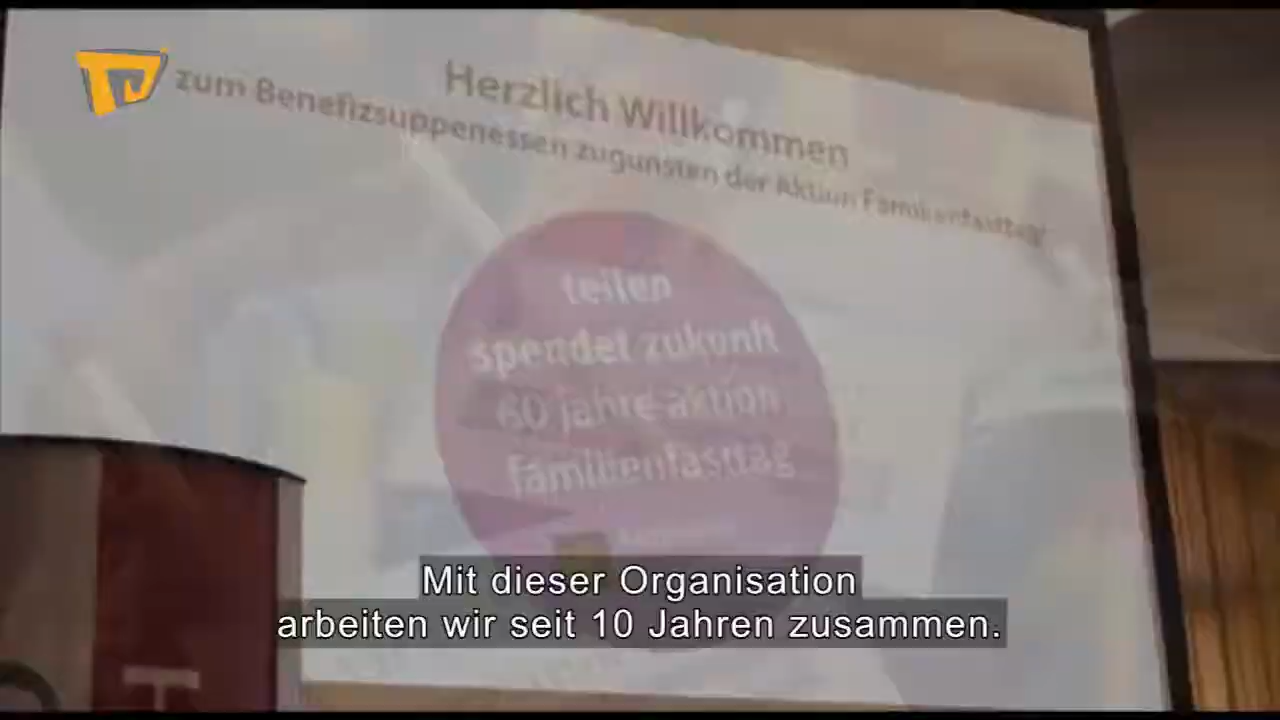 Herzlich Willkommen
zum Benefizsuppenessen zugunsten der Aktion Familienfasttag
teilen
spendet zukunft
60 jahre aktion
familienfasttag
Mit dieser Organisation
arbeiten wir seit 10 Jahren zusammen.